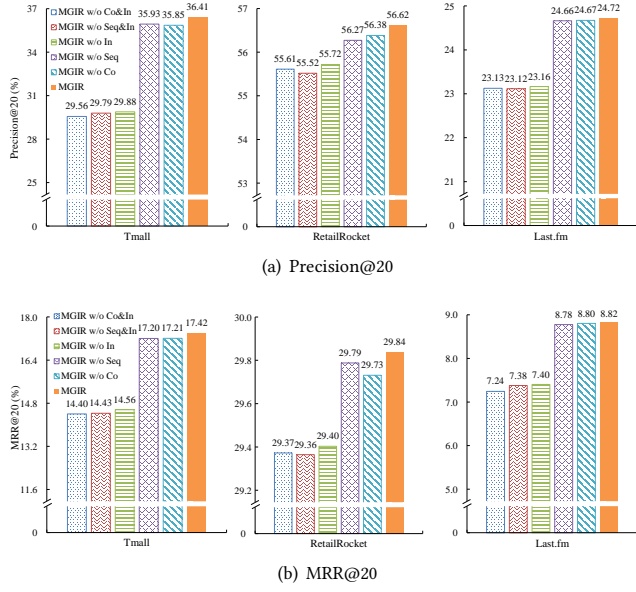 37
33
29
25
0
Precision@20 (%)
MGIR w/o Co&In
MGIR w/o Seq&In
MGIR w/o In
MGIR w/o Seq
MGIR w/o Co
MGIR
29.56 29.79 29.88 35.93 35.85 36.41
Tmall
57
56
55
54
53
0
55.61 55.52 55.72 56.27 56.38 56.62
RetailRocket
25
24
23
22
21
0
23.13 23.12 23.16 24.66 24.67 24.72
Last.fm
(a) Precision@20
18.0
16.4
14.8
13.2
11.6
0
MRR@20 (%)
MGIR w/o Co&In
MGIR w/o Seq&In
MGIR w/o In
MGIR w/o Seq
MGIR w/o Co
MGIR
14.40 14.43 14.56 17.20 17.21 17.42
Tmall
30.0
29.8
29.6
29.4
29.2
0
29.37 29.36 29.40 29.79 29.73 29.84
RetailRocket
9.0
8.0
7.0
6.0
5.0
0
7.24 7.38 7.40 8.78 8.80 8.82
Last.fm
(b) MRR@20